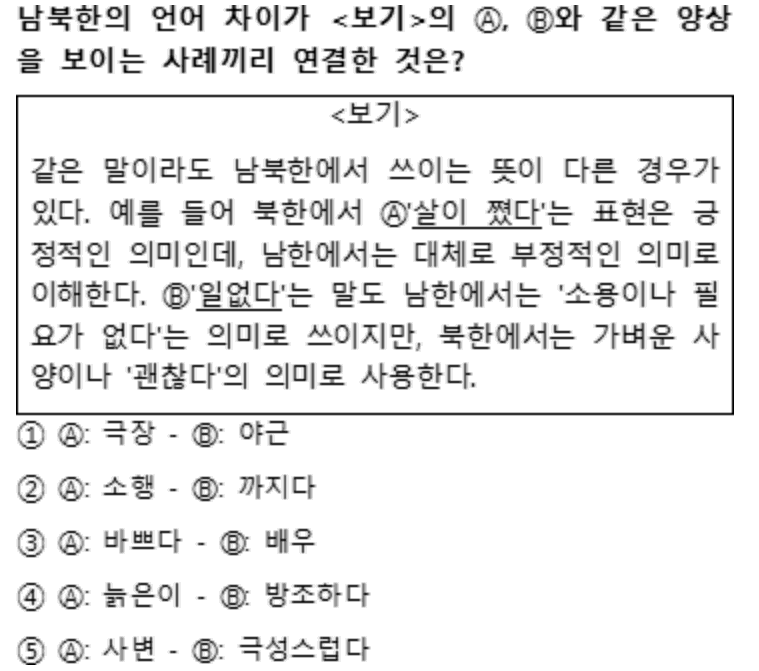 남북한의 언어 차이가 <보기>의 Ⓐ, Ⓑ와 같은 양상
을 보이는 사례끼리 연결한 것은?
<보기>
같은 말이라도 남북한에서 쓰이는 뜻이 다른 경우가
있다. 예를 들어 북한에서 Ⓐ'살이 쪘다'는 표현은 긍
정적인 의미인데, 남한에서는 대체로 부정적인 의미로
이해한다. Ⓑ'일없다'는 말도 남한에서는 '소용이나 필
요가 없다'는 의미로 쓰이지만, 북한에서는 가벼운 사
양이나 '괜찮다'의 의미로 사용한다.
① Ⓐ: 극장 - Ⓑ: 야근
② Ⓐ: 소행 - Ⓑ: 까지다
③ Ⓐ: 바쁘다 - Ⓑ: 배우
④ Ⓐ: 늙은이 - Ⓑ: 방조하다
⑤ Ⓐ: 사변 - Ⓑ: 극성스럽다